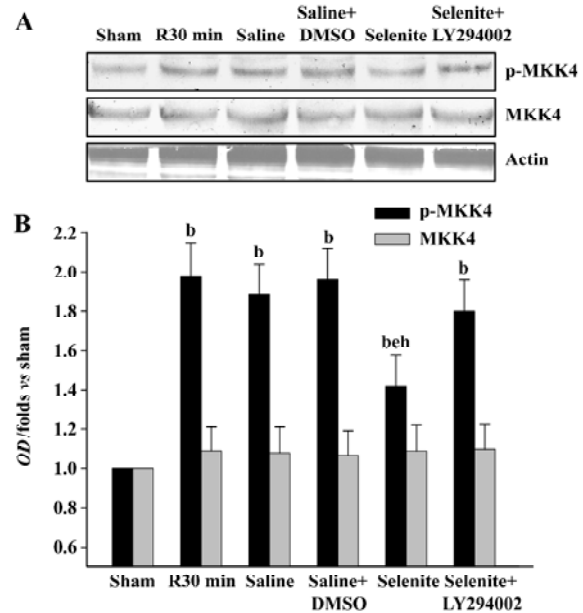 A
Sham R30 min Saline Saline+ DMSO Selenite Selenite+ LY294002
p-MKK4
MKK4
Actin
B
p-MKK4
MKK4
OD/folds vs sham
2.2
2.0
1.8
1.6
1.4
1.2
1.0
0.8
0.6
b
b
b
beh
b
Sham R30 min Saline Saline+ DMSO Selenite Selenite+ LY294002